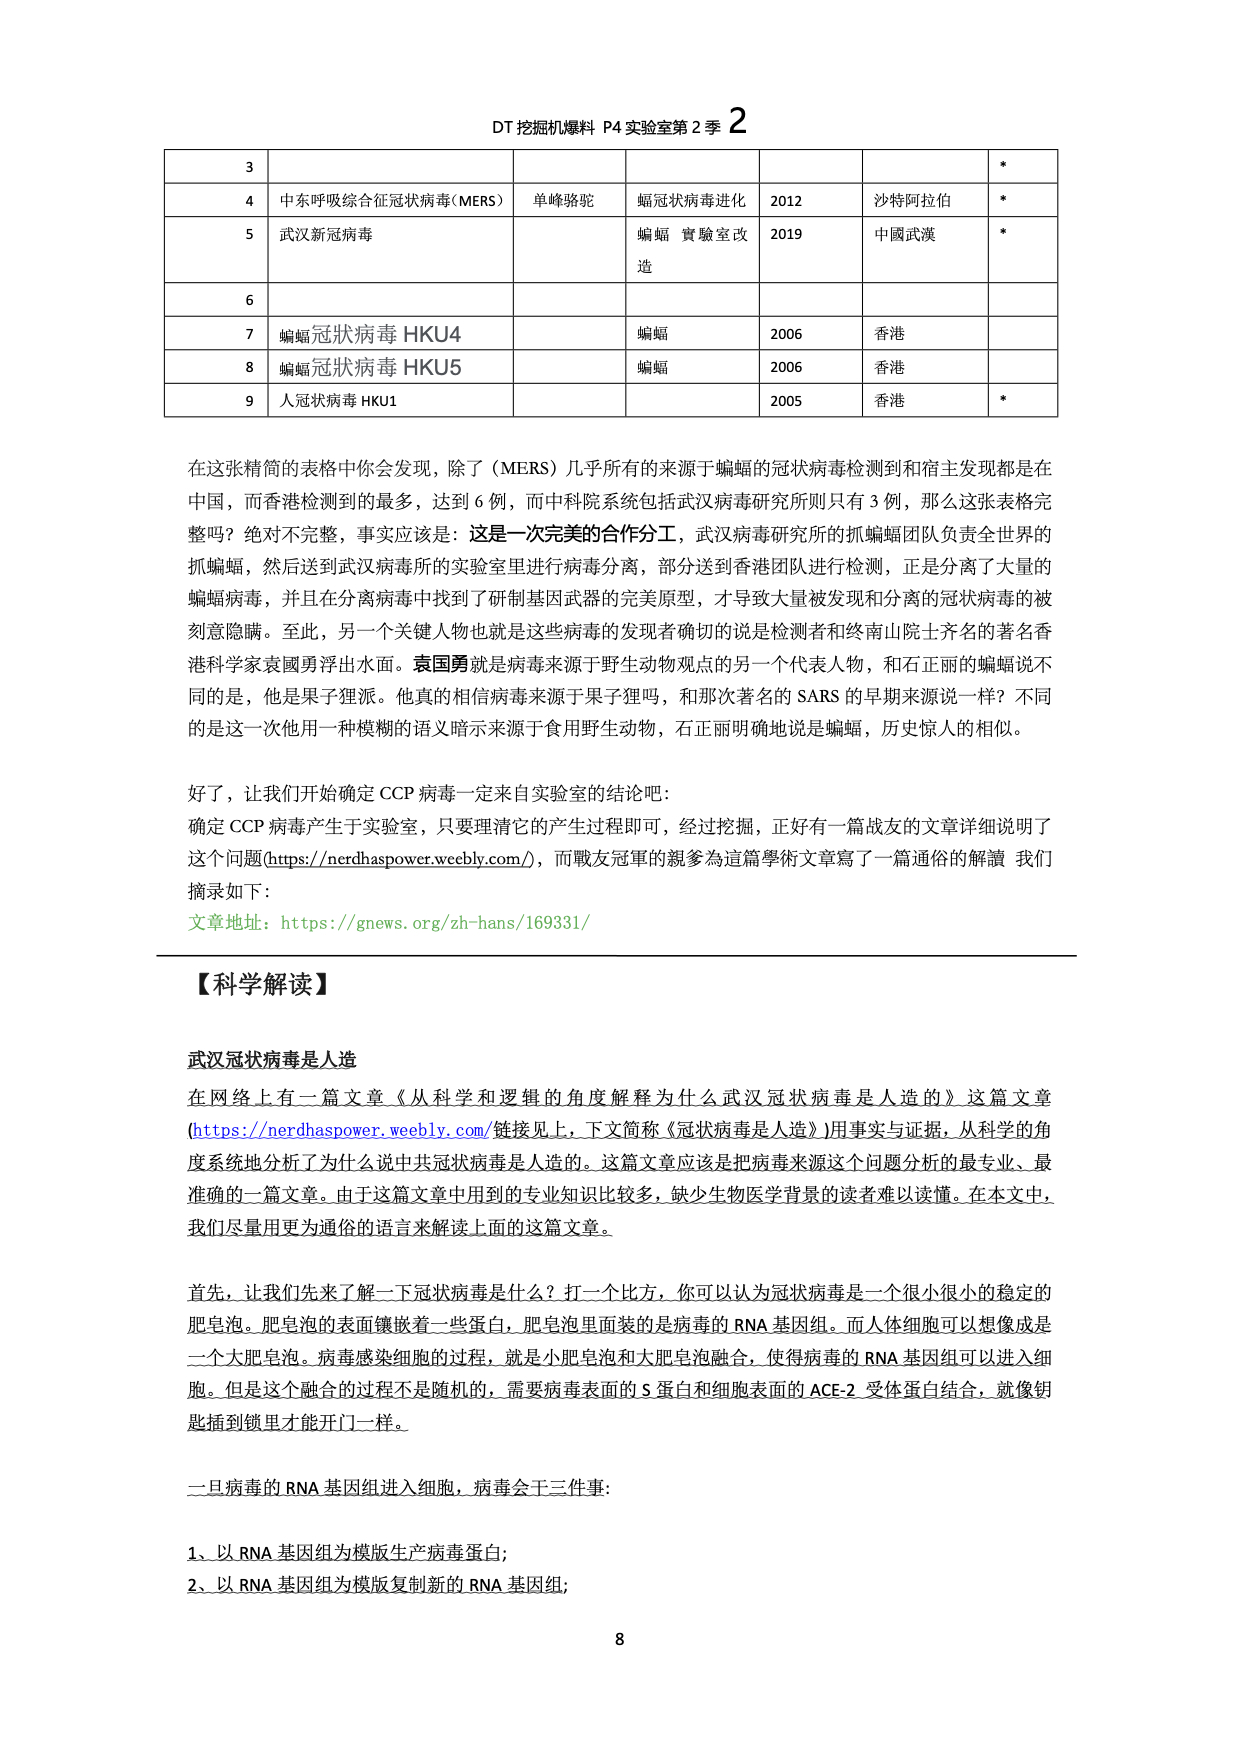 DT 挖掘机爆料 P4 实验室第 2 季 2
3 *
4 中东呼吸综合征冠状病毒(MERS) 单峰骆驼 蝠冠状病毒进化 2012 沙特阿拉伯 *
5 武汉新冠病毒 蝙蝠 實驗室改 2019 中國武漢 *
造
6
7 蝙蝠冠狀病毒 HKU4 蝙蝠 2006 香港
8 蝙蝠冠狀病毒 HKU5 蝙蝠 2006 香港
9 人冠状病毒 HKU1 2005 香港 *
在这张精简的表格中你会发现，除了（MERS）几乎所有的来源于蝙蝠的冠状病毒检测到和宿主发现都是在
中国，而香港检测到的最多，达到 6 例，而中科院系统包括武汉病毒研究所则只有 3 例，那么这张表格完
整吗？绝对不完整，事实应该是：这是一次完美的合作分工，武汉病毒研究所的抓蝙蝠团队负责全世界的
抓蝙蝠，然后送到武汉病毒所的实验室里进行病毒分离，部分送到香港团队进行检测，正是分离了大量的
蝙蝠病毒，并且在分离病毒中找到了研制基因武器的完美原型，才导致大量被发现和分离的冠状病毒的被
刻意隐瞒。至此，另一个关键人物也就是这些病毒的发现者确切的说是检测者和终南山院士齐名的著名香
港科学家袁國勇浮出水面。袁国勇就是病毒来源于野生动物观点的另一个代表人物，和石正丽的蝙蝠说不
同的是，他是果子狸派。他真的相信病毒来源于果子狸吗，和那次著名的 SARS 的早期来源说一样？不同
的是这一次他用一种模糊的语义暗示来源于食用野生动物，石正丽明确地说是蝙蝠，历史惊人的相似。
好了，让我们开始确定 CCP 病毒一定来自实验室的结论吧：
确定 CCP 病毒产生于实验室，只要理清它的产生过程即可，经过挖掘，正好有一篇战友的文章详细说明了
这个问题(https://nerdhaspower.weebly.com/)，而戰友冠軍的親爹為這篇學術文章寫了一篇通俗的解讀 我们
摘录如下：
文章地址：https://gnews.org/zh-hans/169331/
【科学解读】
武汉冠状病毒是人造
在网络上有一篇文章《从科学和逻辑的角度解释为什么武汉冠状病毒是人造的》这篇文章
(https://nerdhaspower.weebly.com/链接见上，下文简称《冠状病毒是人造》)用事实与证据，从科学的角
度系统地分析了为什么说中共冠状病毒是人造的。这篇文章应该是把病毒来源这个问题分析的最专业、最
准确的一篇文章。由于这篇文章中用到的专业知识比较多，缺少生物医学背景的读者难以读懂。在本文中，
我们尽量用更为通俗的语言来解读上面的这篇文章。
首先，让我们先来了解一下冠状病毒是什么？打一个比方，你可以认为冠状病毒是一个很小很小的稳定的
肥皂泡。肥皂泡的表面镶嵌着一些蛋白，肥皂泡里面装的是病毒的 RNA 基因组。而人体细胞可以想像成是
一个大肥皂泡。病毒感染细胞的过程，就是小肥皂泡和大肥皂泡融合，使得病毒的 RNA 基因组可以进入细
胞。但是这个融合的过程不是随机的，需要病毒表面的 S 蛋白和细胞表面的 ACE-2 受体蛋白结合，就像钥
匙插到锁里才能开门一样。
一旦病毒的 RNA 基因组进入细胞，病毒会干三件事:
1、以 RNA 基因组为模版生产病毒蛋白;
2、以 RNA 基因组为模版复制新的 RNA 基因组;
8